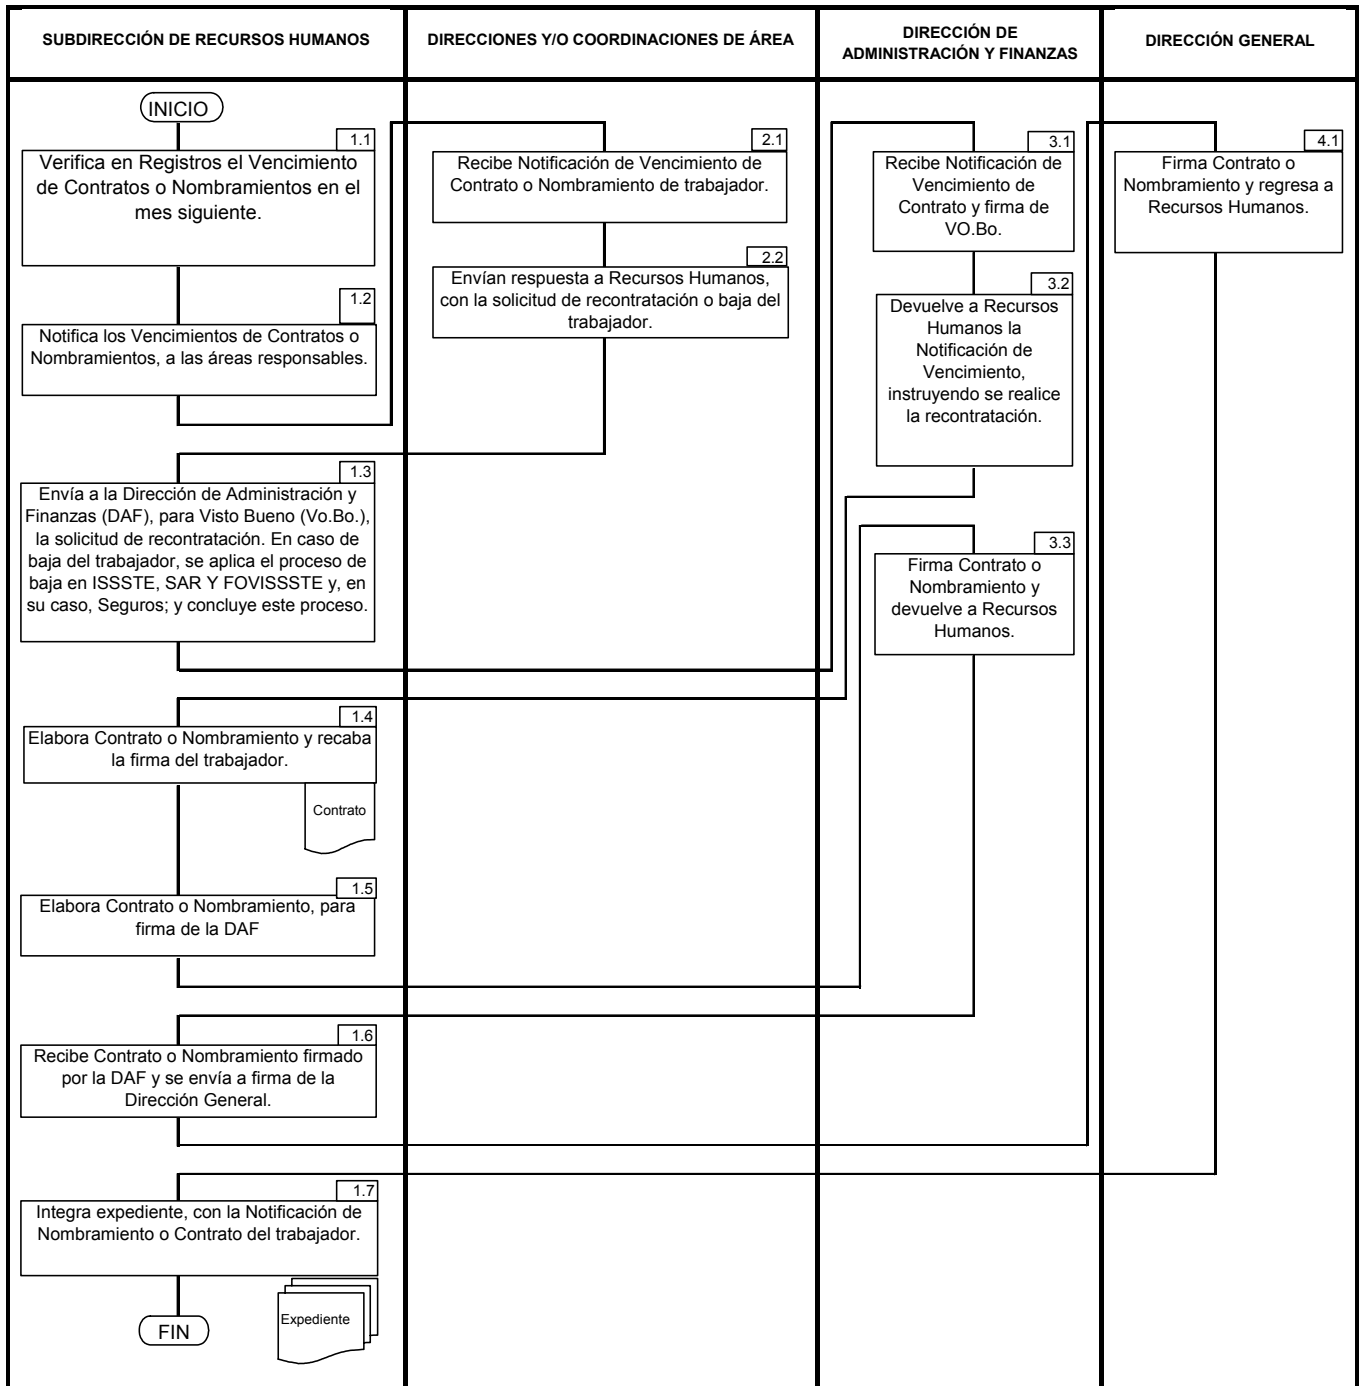 SUBDIRECCIÓN DE RECURSOS HUMANOS
DIRECCIONES Y/O COORDINACIONES DE ÁREA
DIRECCIÓN DE
ADMINISTRACIÓN Y FINANZAS
DIRECCIÓN GENERAL
INICIO
1.1
Verifica en Registros el Vencimiento
de Contratos o Nombramientos en el
mes siguiente.
1.2
Notifica los Vencimientos de Contratos o
Nombramientos, a las áreas responsables.
2.1
Recibe Notificación de Vencimiento de
Contrato o Nombramiento de trabajador.
2.2
Envían respuesta a Recursos Humanos,
con la solicitud de recontratación o baja del
trabajador.
1.3
Envía a la Dirección de Administración y
Finanzas (DAF), para Visto Bueno (Vo.Bo.),
la solicitud de recontratación. En caso de
baja del trabajador, se aplica el proceso de
baja en ISSSTE, SAR Y FOVISSSTE y, en
su caso, Seguros; y concluye este proceso.
3.1
Recibe Notificación de
Vencimiento de
Contrato y firma de
VO.Bo.
3.2
Devuelve a Recursos
Humanos la
Notificación de
Vencimiento,
instruyendo se realice
la recontratación.
1.4
Elabora Contrato o Nombramiento y recaba
la firma del trabajador.
Contrato
1.5
Elabora Contrato o Nombramiento, para
firma de la DAF
3.3
Firma Contrato o
Nombramiento y
devuelve a Recursos
Humanos.
1.6
Recibe Contrato o Nombramiento firmado
por la DAF y se envía a firma de la
Dirección General.
4.1
Firma Contrato o
Nombramiento y regresa a
Recursos Humanos.
1.7
Integra expediente, con la Notificación de
Nombramiento o Contrato del trabajador.
Expediente
FIN